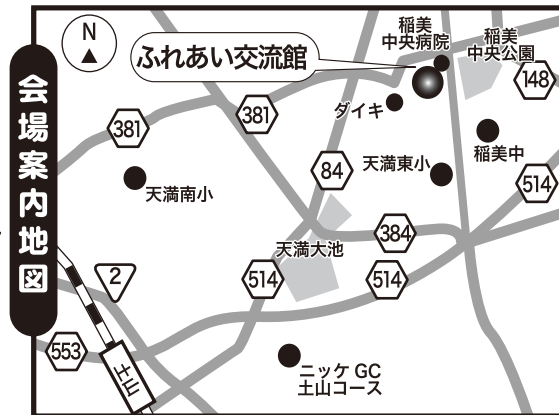 会場案内地図
N
ふれあい交流館
稲美
中央病院
稲美
中央公園
148
381
381
ダイキ
稲美中
天満南小
84
天満東小
514
384
天満大池
2
514
514
553
土山
ニッケ GC
土山コース